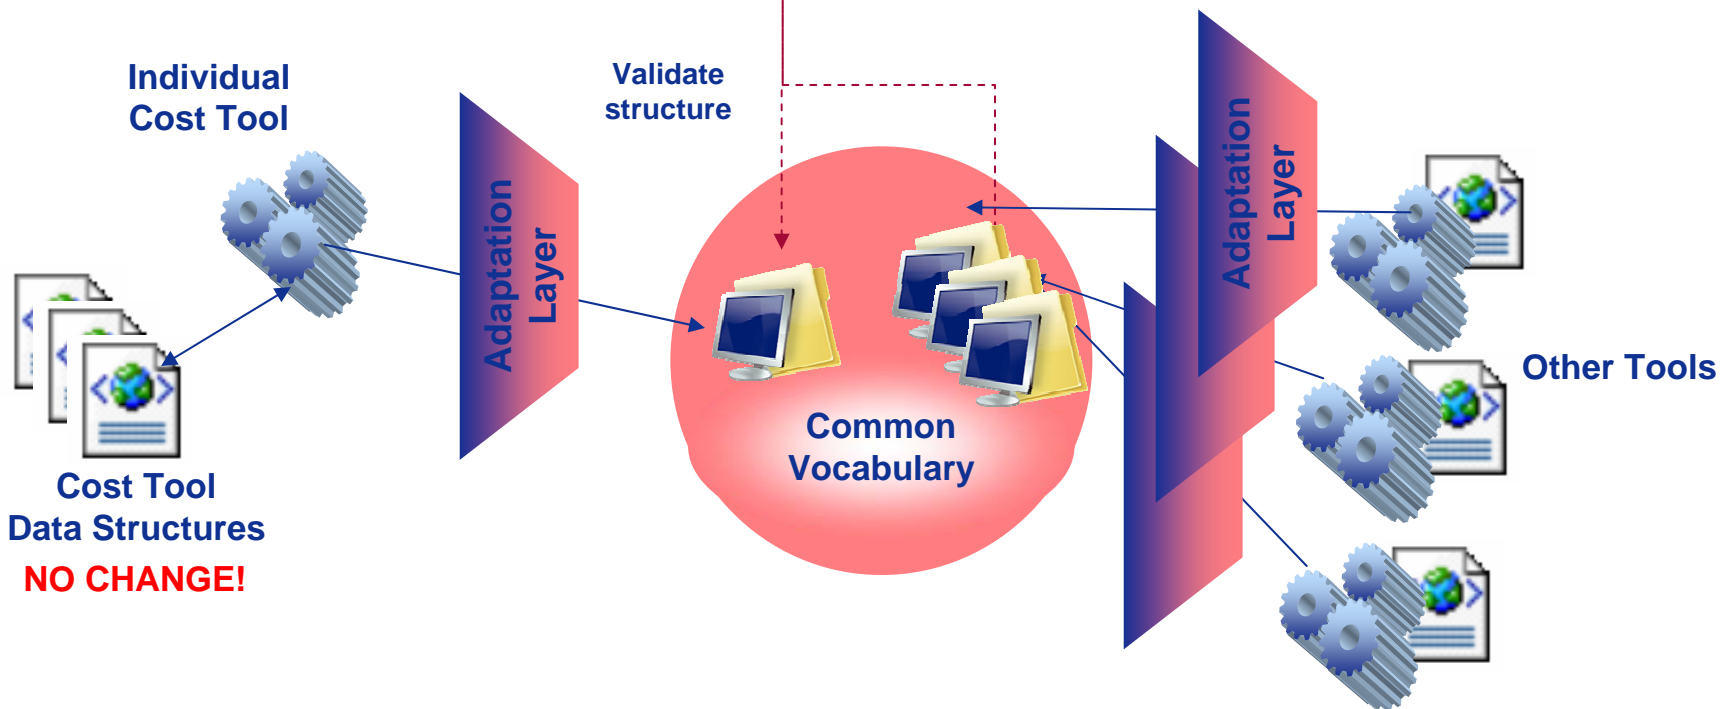 Individual
Cost Tool
Validate
structure
Adaptation
Layer
Adaptation
Layer
Other Tools
Common
Vocabulary
Cost Tool
Data Structures
NO CHANGE!